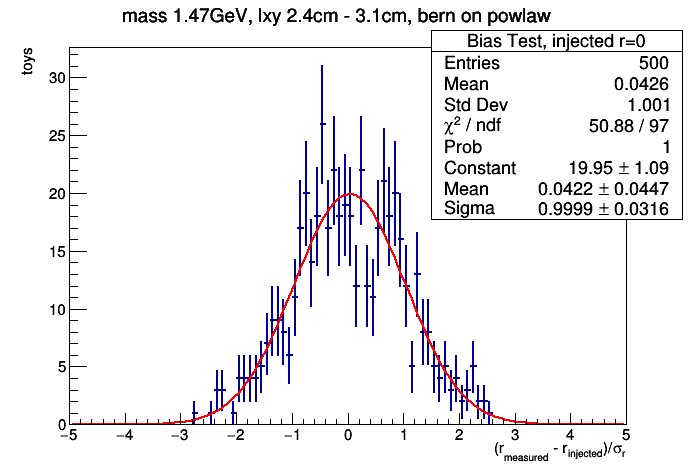 mass 1.47GeV, lxy 2.4cm - 3.1cm, bern on powlaw
Bias Test, injected r=0
Entries 500
Mean 0.0426
Std Dev 1.001
χ² / ndf 50.88 / 97
Prob 1
Constant 19.95 ± 1.09
Mean 0.0422 ± 0.0447
Sigma 0.9999 ± 0.0316
toys
30
25
20
15
10
5
0
−5 −4 −3 −2 −1 0 1 2 3 4 5
(r_measured - r_injected)/σ_r